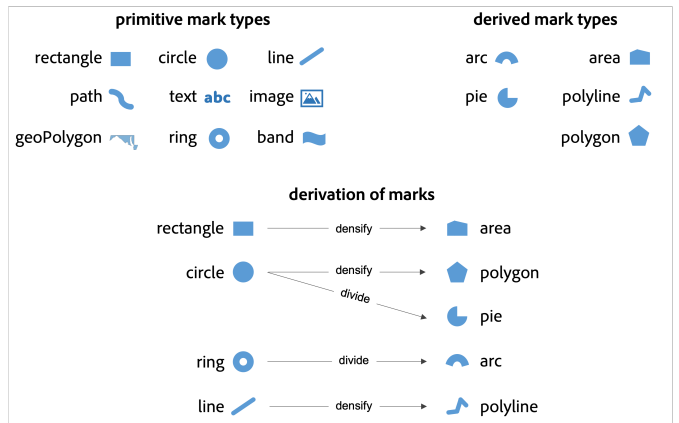 primitive mark types
derived mark types
rectangle circle line
arc area
path text abc image
pie polyline
geoPolygon ring band
polygon
derivation of marks
rectangle densify area
circle densify polygon
divide
pie
ring divide arc
line densify polyline